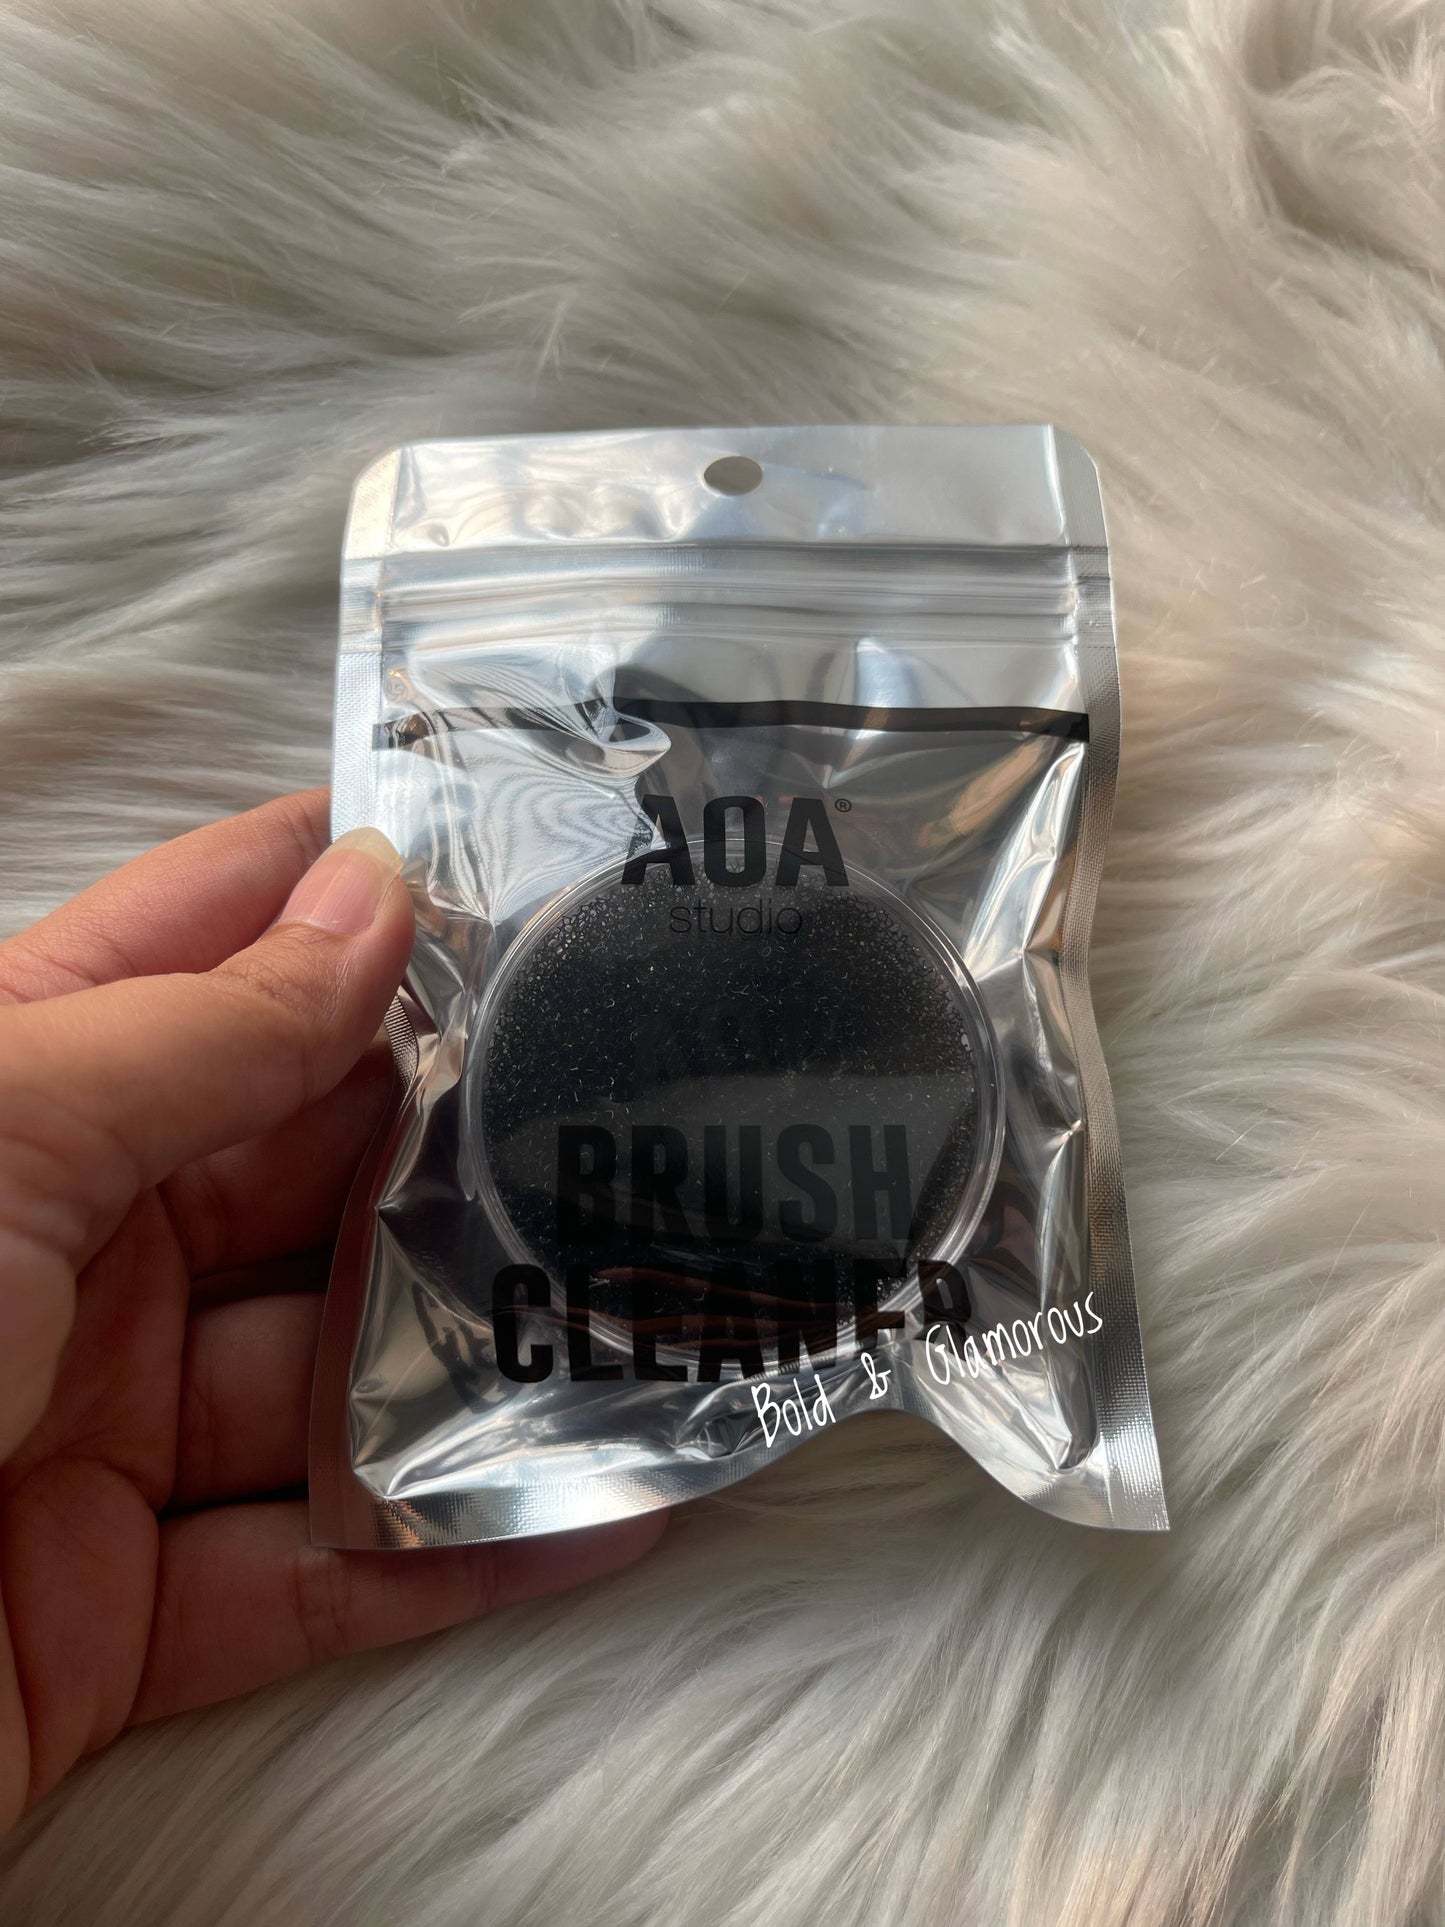 AOA®
studio
BRUSH
CLEANER
Bold & Glamorous